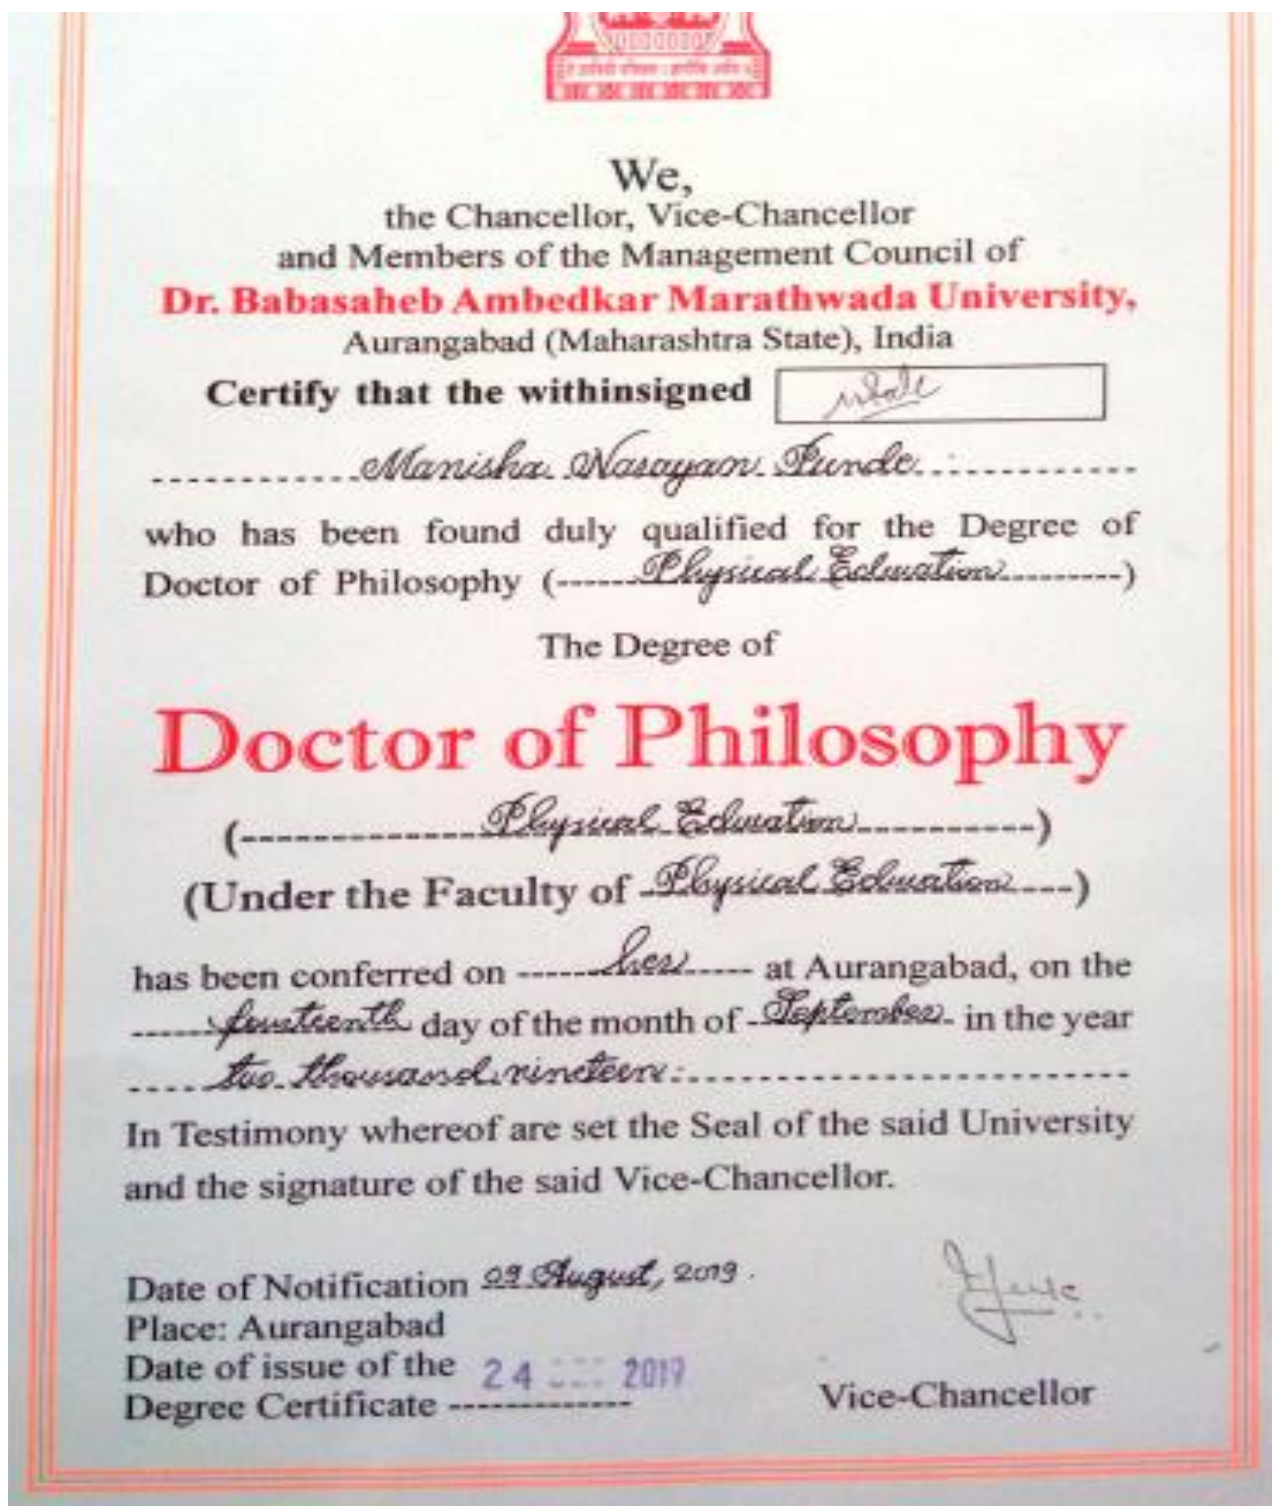 We,
the Chancellor, Vice-Chancellor
and Members of the Management Council of
Dr. Babasaheb Ambedkar Marathwada University,
Aurangabad (Maharashtra State), India
Certify that the withinsigned
Manisha Narayan Punde
who has been found duly qualified for the Degree of
Doctor of Philosophy (Physical Education)
The Degree of
Doctor of Philosophy
(Physical Education)
(Under the Faculty of Physical Education)
has been conferred on her at Aurangabad, on the
fourteenth day of the month of September in the year
two thousand nineteen.
In Testimony whereof are set the Seal of the said University
and the signature of the said Vice-Chancellor.
Date of Notification 09 August, 2019.
Place: Aurangabad
Date of issue of the 24 2019
Degree Certificate
Vice-Chancellor